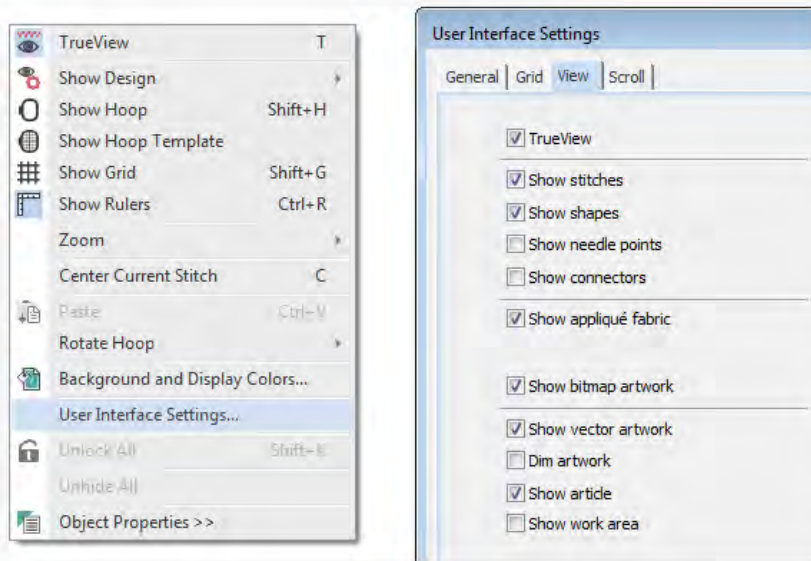 TrueView T
Show Design
Show Hoop Shift+H
Show Hoop Template
Show Grid Shift+G
Show Rulers Ctrl+R
Zoom
Center Current Stitch C
Paste Ctrl+V
Rotate Hoop
Background and Display Colors...
User Interface Settings...
Unlock All Shift+K
Unhide All
Object Properties >>
User Interface Settings
General Grid View Scroll
TrueView
Show stitches
Show shapes
Show needle points
Show connectors
Show appliqué fabric
Show bitmap artwork
Show vector artwork
Dim artwork
Show article
Show work area